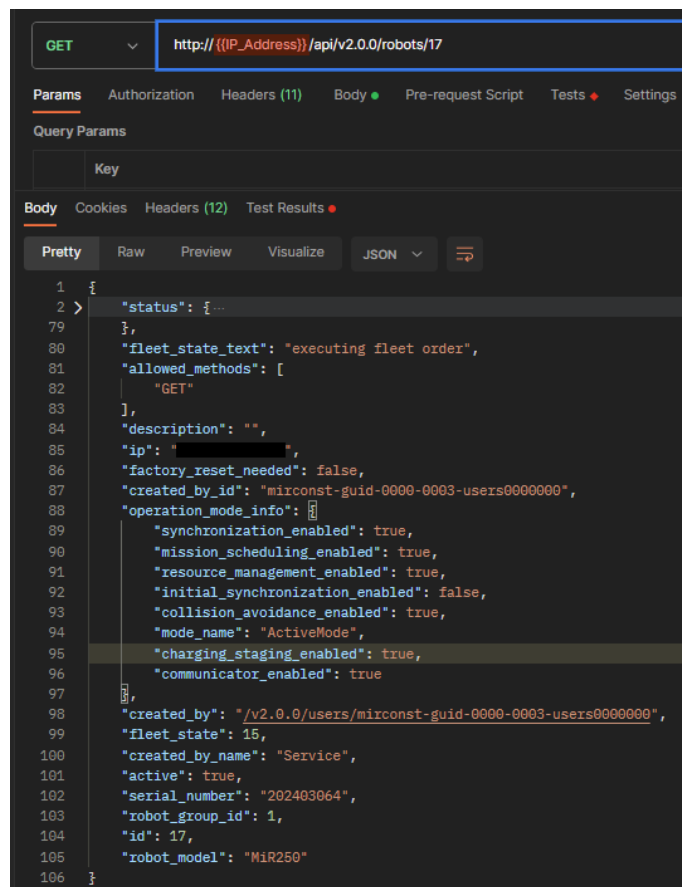 GET http://{{IP_Address}}/api/v2.0.0/robots/17
Params Authorization Headers (11) Body Pre-request Script Tests Settings
Query Params
Key
Body Cookies Headers (12) Test Results
Pretty Raw Preview Visualize JSON
1 {
2 "status": {...
79 },
80 "fleet_state_text": "executing fleet order",
81 "allowed_methods": [
82 "GET"
83 ],
84 "description": "",
85 "ip": " ",
86 "factory_reset_needed": false,
87 "created_by_id": "mirconst-guid-0000-0003-users0000000",
88 "operation_mode_info": {
89 "synchronization_enabled": true,
90 "mission_scheduling_enabled": true,
91 "resource_management_enabled": true,
92 "initial_synchronization_enabled": false,
93 "collision_avoidance_enabled": true,
94 "mode_name": "ActiveMode",
95 "charging_staging_enabled": true,
96 "communicator_enabled": true
97 },
98 "created_by": "/v2.0.0/users/mirconst-guid-0000-0003-users0000000",
99 "fleet_state": 15,
100 "created_by_name": "Service",
101 "active": true,
102 "serial_number": "202403064",
103 "robot_group_id": 1,
104 "id": 17,
105 "robot_model": "MiR250"
106 }